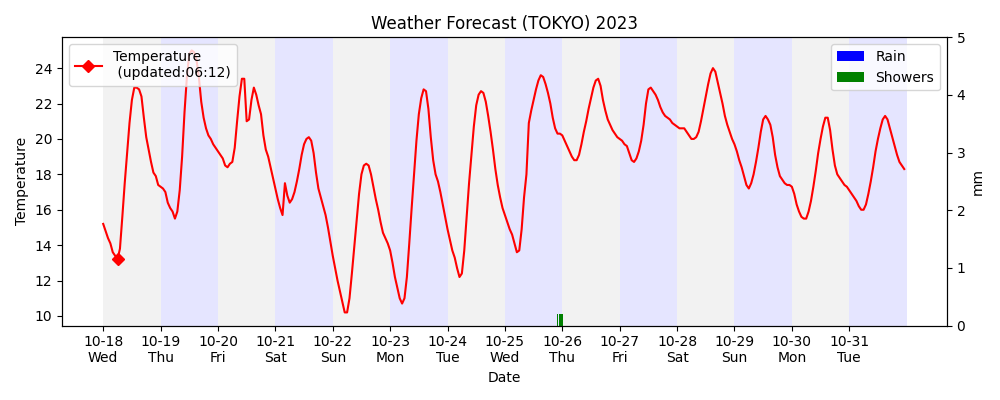 Weather Forecast (TOKYO) 2023
Temperature
(updated:06:12)
Rain
Showers
Temperature
24
22
20
18
16
14
12
10
5
4
3
2
1
0
mm
10-18 10-19 10-20 10-21 10-22 10-23 10-24 10-25 10-26 10-27 10-28 10-29 10-30 10-31
Wed Thu Fri Sat Sun Mon Tue Wed Thu Fri Sat Sun Mon Tue
Date